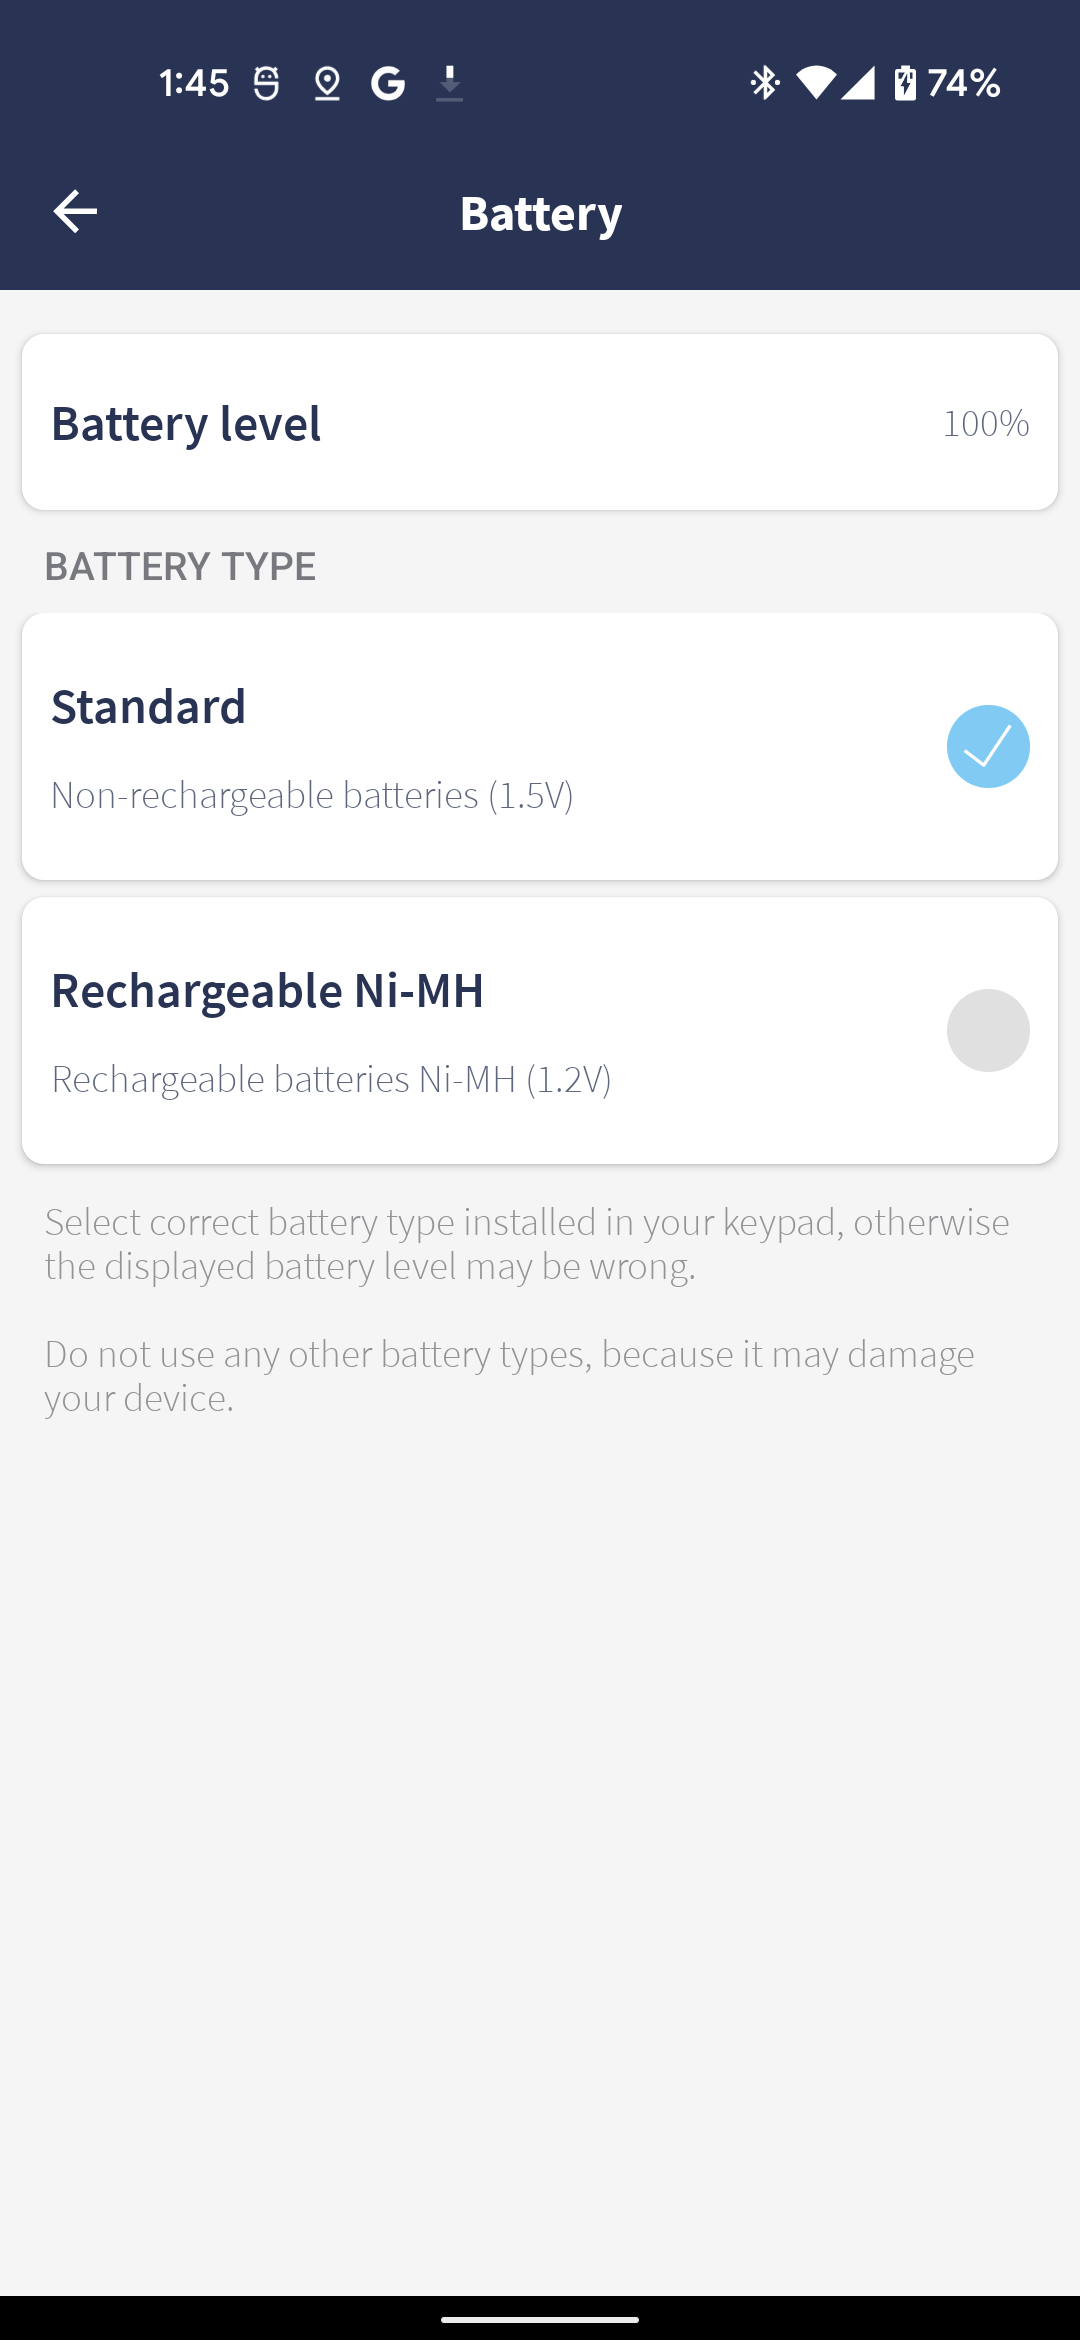 1:45
74%
Battery
Battery level
100%
BATTERY TYPE
Standard
Non-rechargeable batteries (1.5V)
Rechargeable Ni-MH
Rechargeable batteries Ni-MH (1.2V)
Select correct battery type installed in your keypad, otherwise
the displayed battery level may be wrong.
Do not use any other battery types, because it may damage
your device.